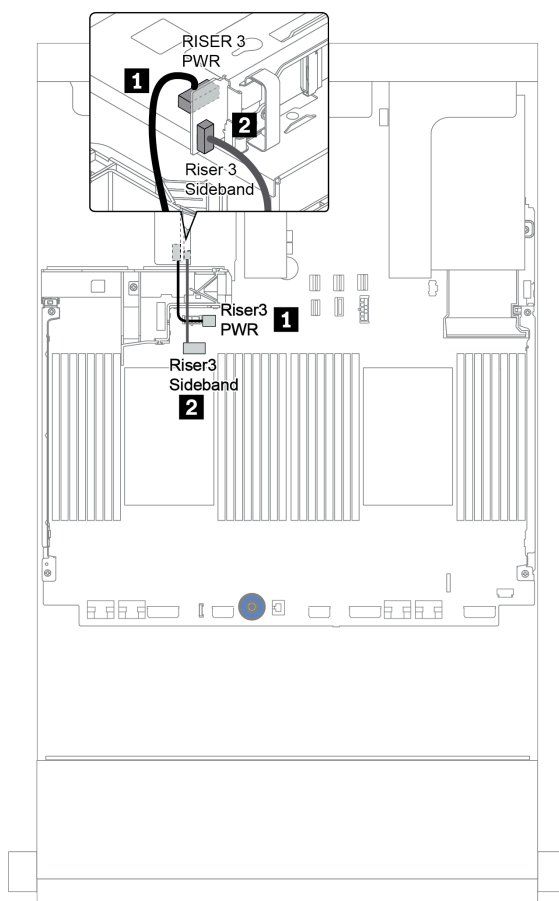 RISER 3
PWR
1
2
Riser 3
Sideband
Riser3
PWR
1
Riser3
Sideband
2